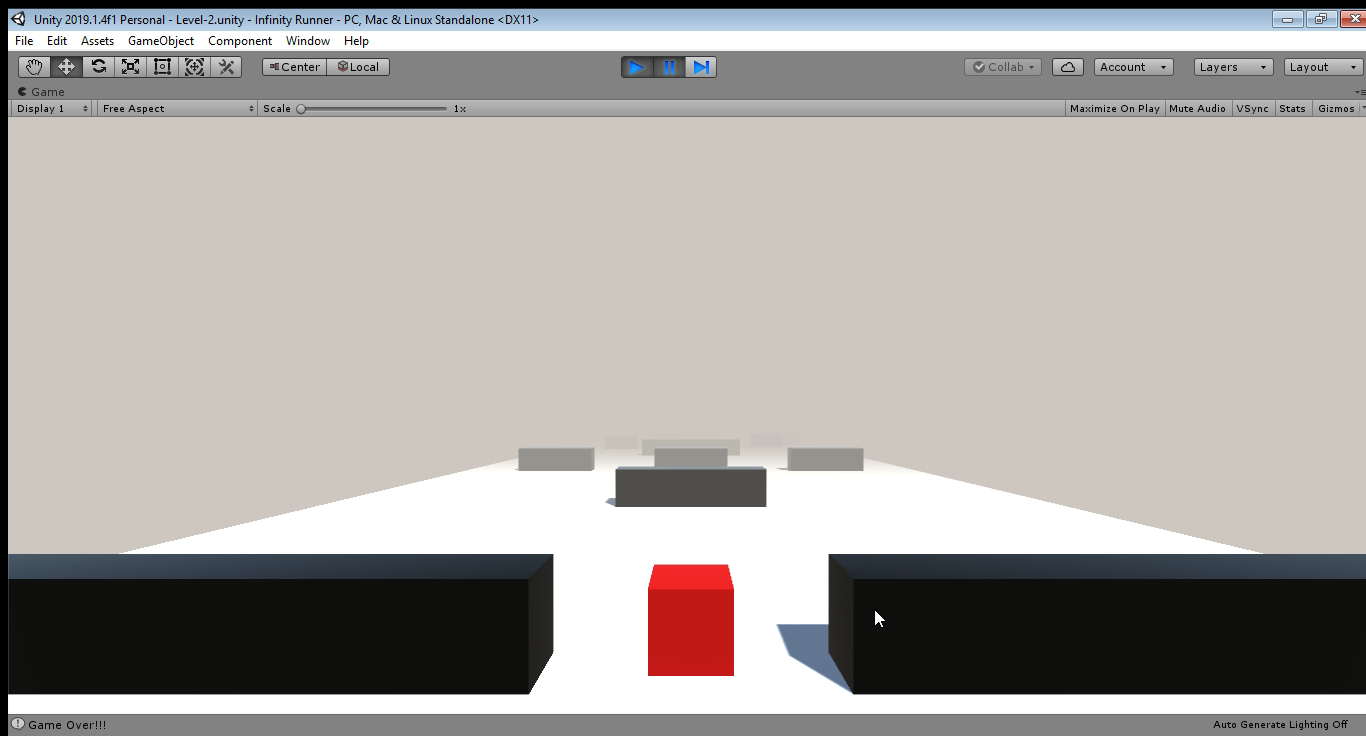 Unity 2019.1.4f1 Personal - Level-2.unity - Infinity Runner - PC, Mac & Linux Standalone <DX11>
File Edit Assets GameObject Component Window Help
Center Local Collab Account Layers Layout
Game
Display 1 Free Aspect Scale 1x Maximize On Play Mute Audio VSync Stats Gizmos
Game Over!!! Auto Generate Lighting Off